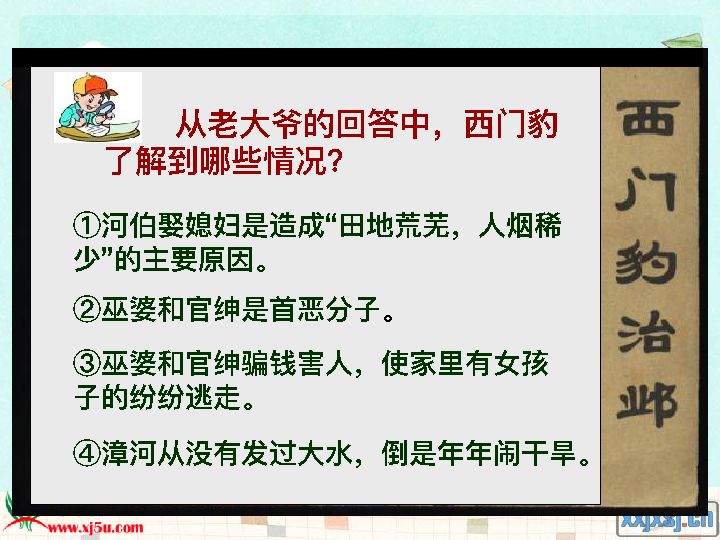 从老大爷的回答中，西门豹
了解到哪些情况？
①河伯娶媳妇是造成“田地荒芜，人烟稀
少”的主要原因。
②巫婆和官绅是首恶分子。
③巫婆和官绅骗钱害人，使家里有女孩
子的纷纷逃走。
④漳河从没有发过大水，倒是年年闹干旱。
西门豹治邺
www.xj5u.com
xxjxsj.cn